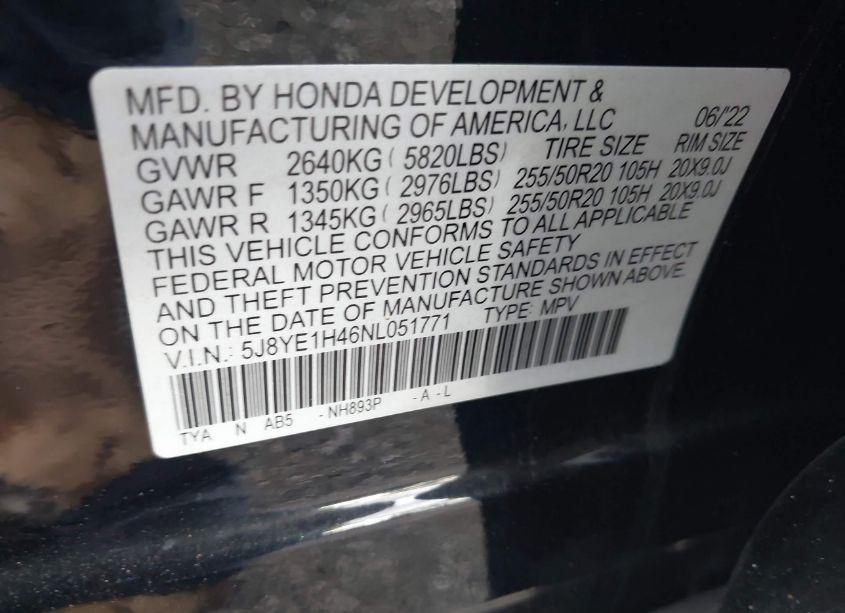 MFD. BY HONDA DEVELOPMENT &
MANUFACTURING OF AMERICA, LLC 06/'22
GVWR 2640KG ( 5820LBS) TIRE SIZE RIM SIZE
GAWR F 1350KG ( 2976LBS) 255/50R20 105H 20X9.0J
GAWR R 1345KG ( 2965LBS) 255/50R20 105H 20X9.0J
THIS VEHICLE CONFORMS TO ALL APPLICABLE
FEDERAL MOTOR VEHICLE SAFETY
AND THEFT PREVENTION STANDARDS IN EFFECT
ON THE DATE OF MANUFACTURE SHOWN ABOVE.
V.I.N.: 5J8YE1H46NL051771 TYPE: MPV
TYA N AB5 -NH893P -A -L